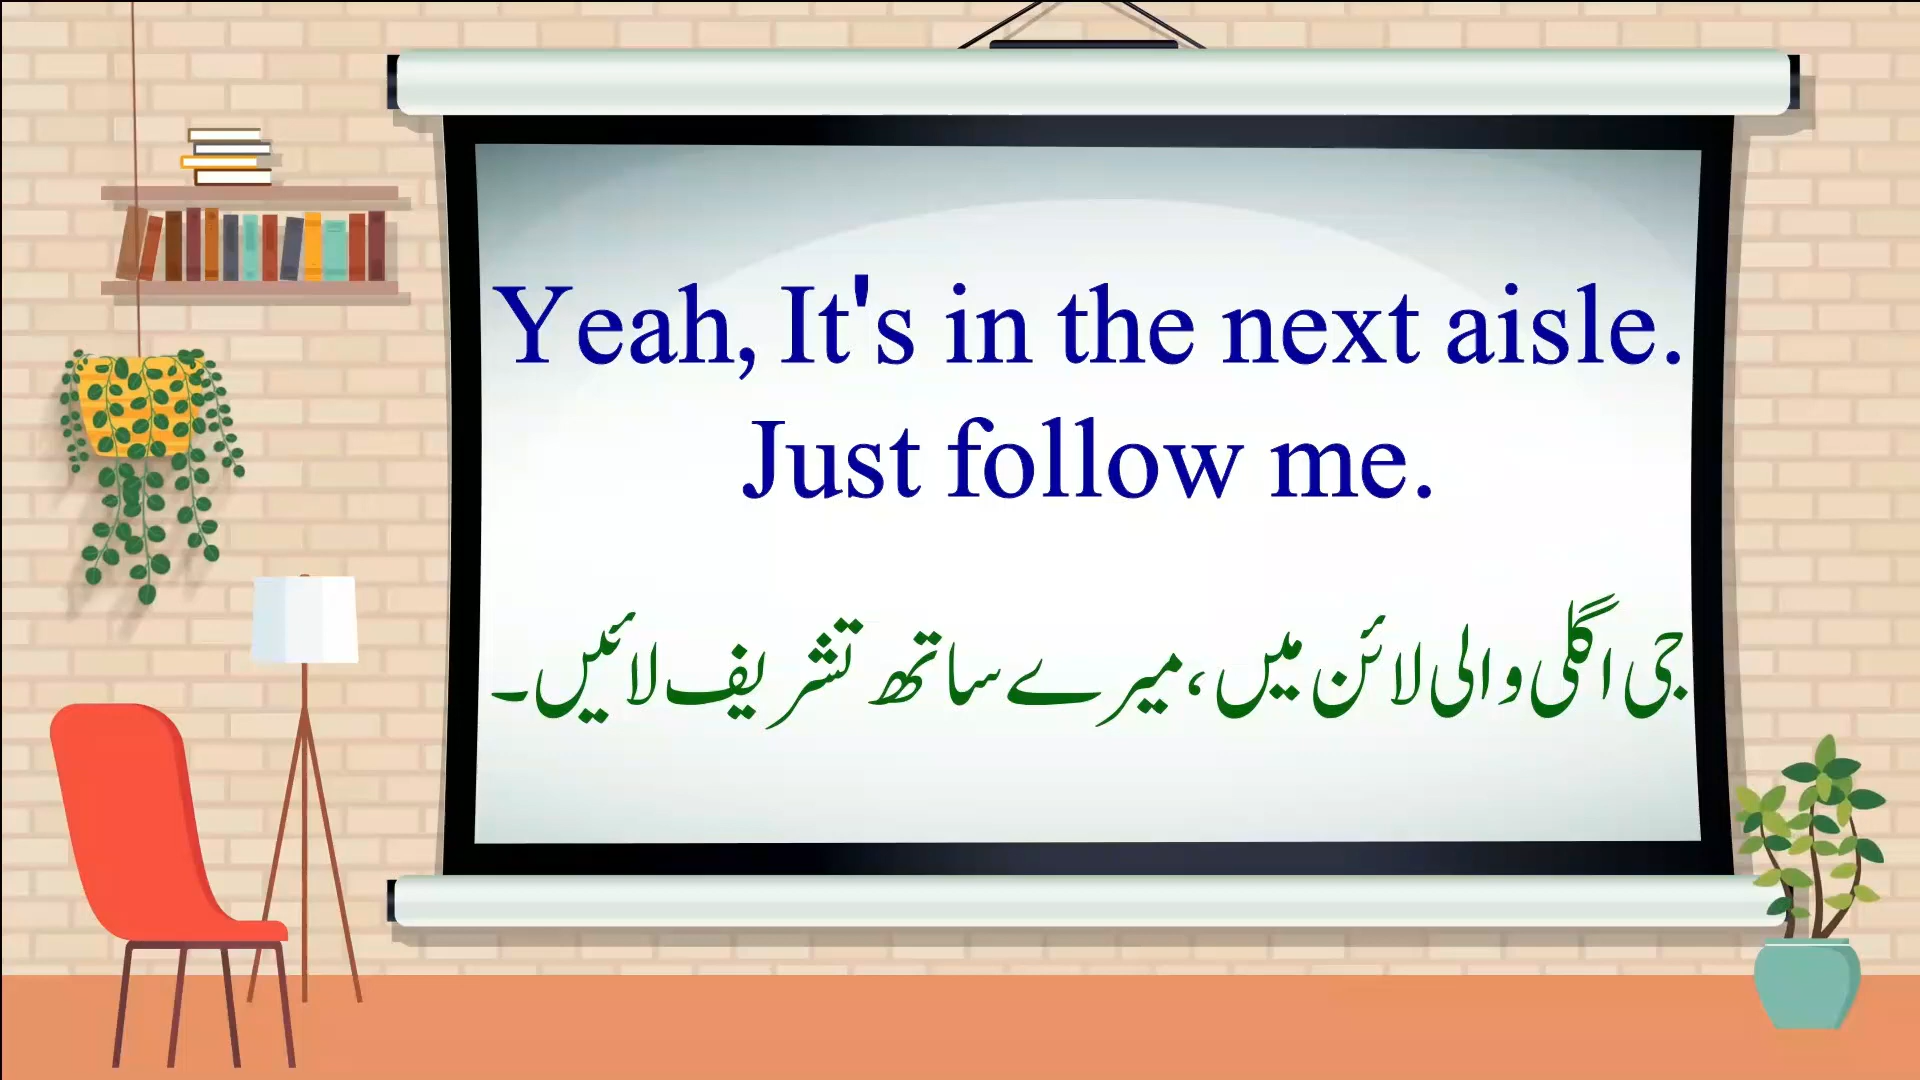 Yeah, It's in the next aisle.
Just follow me.
جی اگلی والی لائن میں، میرے ساتھ تشریف لائیں۔